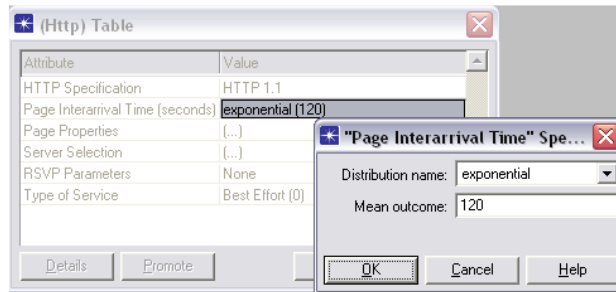 (Http) Table
Attribute Value
HTTP Specification HTTP 1.1
Page Interarrival Time (seconds) exponential (120)
Page Properties (...)
Server Selection (...)
RSVP Parameters None
Type of Service Best Effort (0)
Details Promote
"Page Interarrival Time" Spe...
Distribution name: exponential
Mean outcome: 120
OK Cancel Help